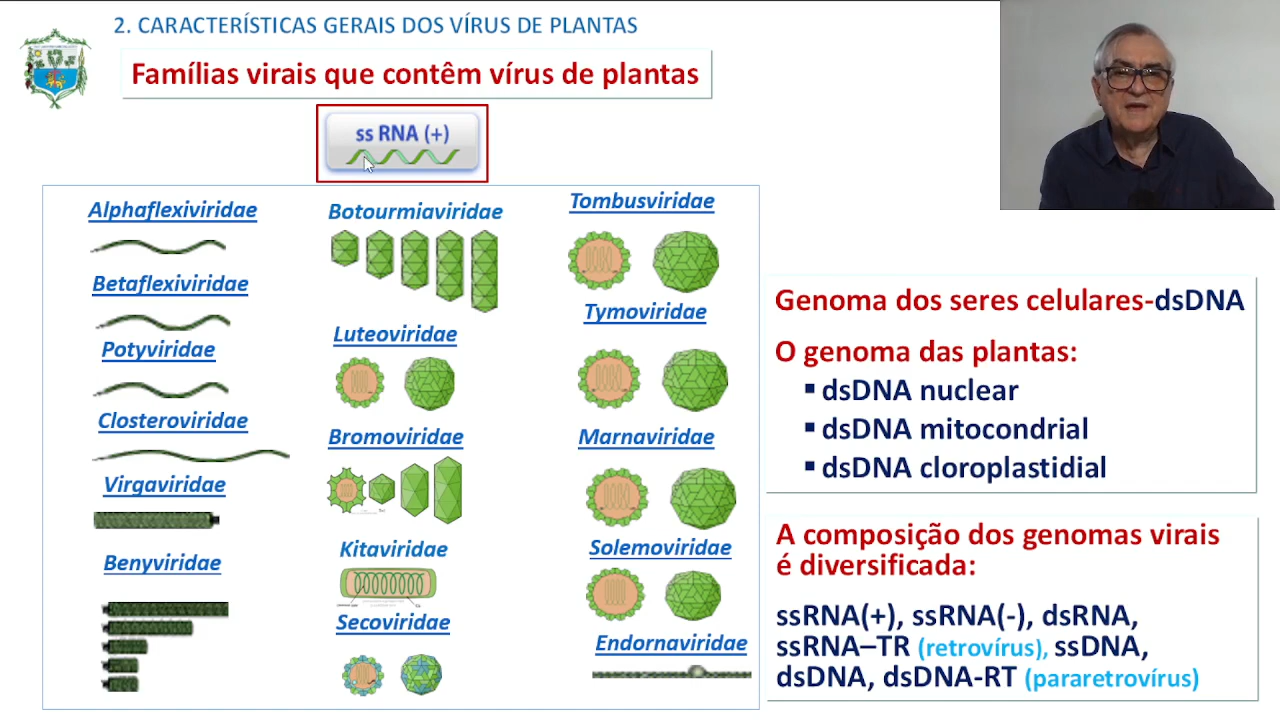 2. CARACTERÍSTICAS GERAIS DOS VÍRUS DE PLANTAS
Famílias virais que contêm vírus de plantas
ss RNA (+)
Alphaflexiviridae
Betaflexiviridae
Potyviridae
Closteroviridae
Virgaviridae
Benyviridae
Botourmiaviridae
Luteoviridae
Bromoviridae
Kitaviridae
Secoviridae
Tombusviridae
Tymoviridae
Marnaviridae
Solemoviridae
Endornaviridae
Genoma dos seres celulares-dsDNA
O genoma das plantas:
▪ dsDNA nuclear
▪ dsDNA mitocondrial
▪ dsDNA cloroplastidial
A composição dos genomas virais
é diversificada:
ssRNA(+), ssRNA(-), dsRNA,
ssRNA–TR (retrovírus), ssDNA,
dsDNA, dsDNA-RT (pararetrovírus)